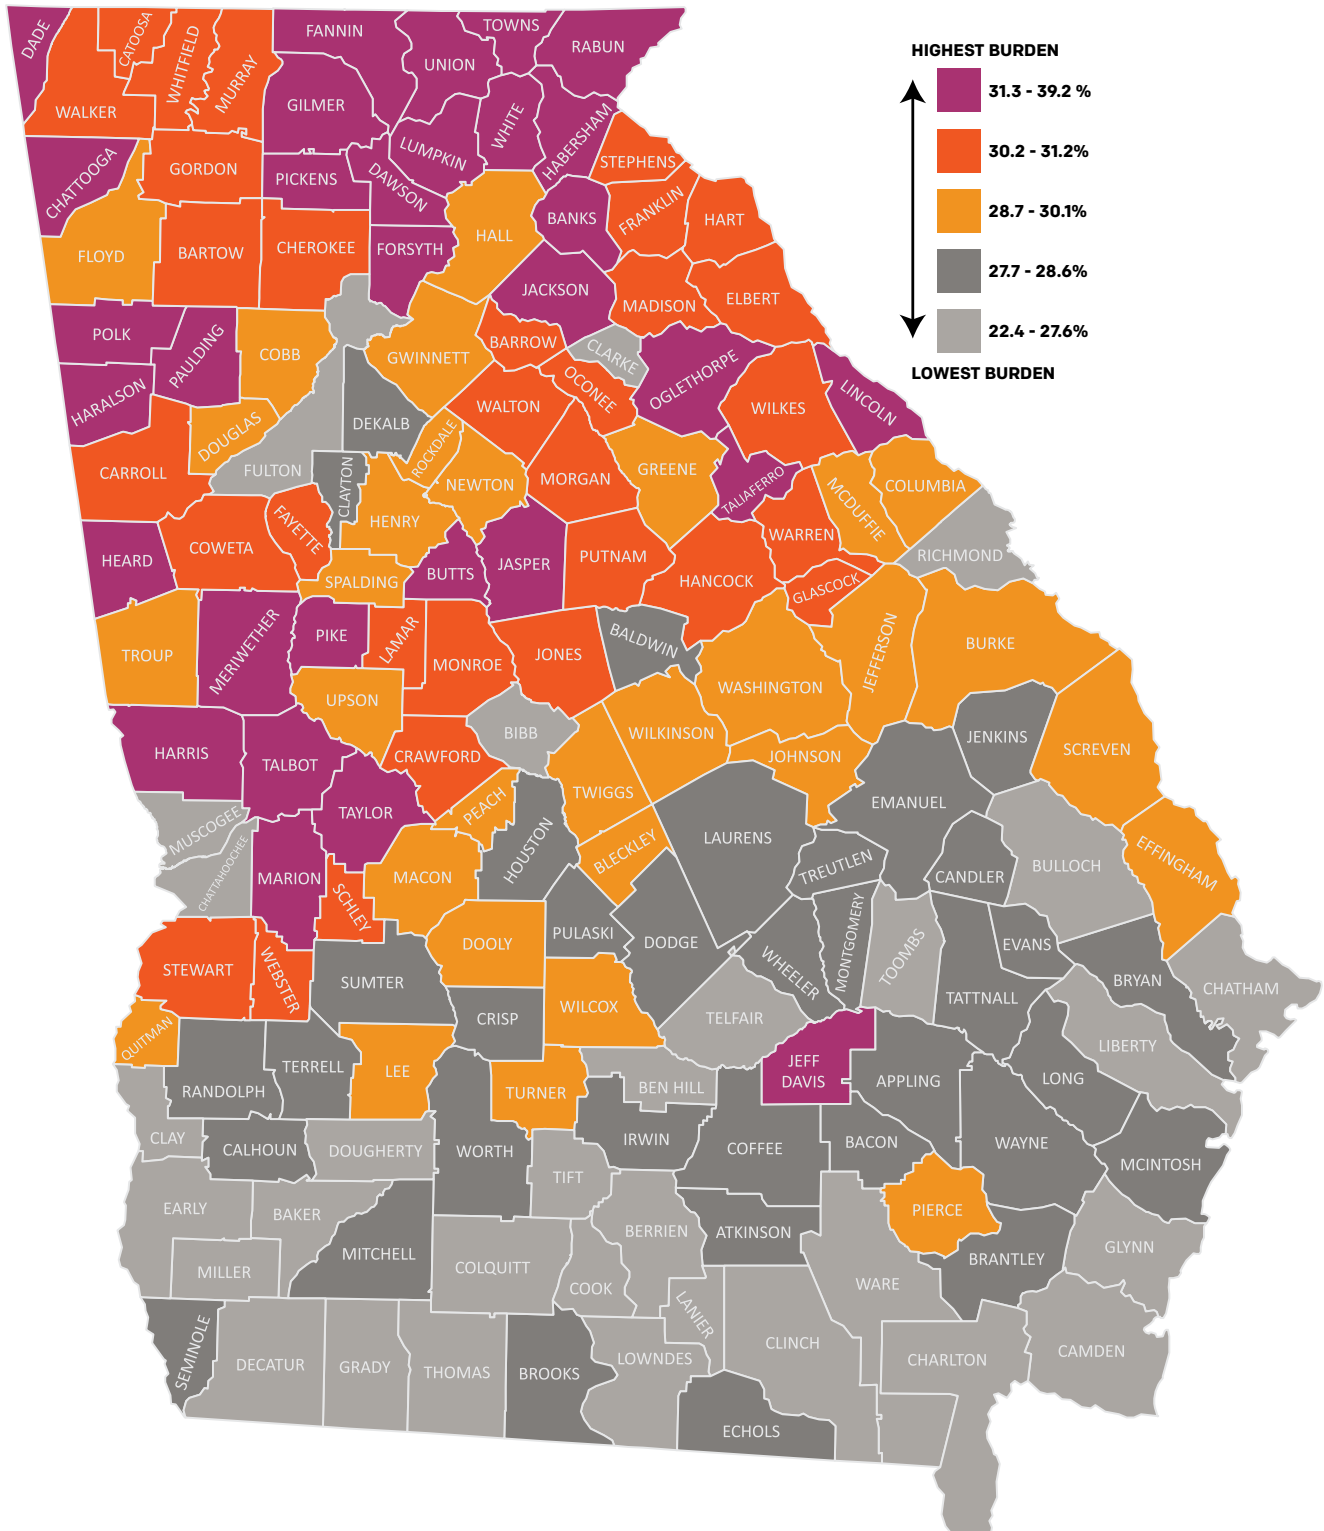 HIGHEST BURDEN
31.3 - 39.2 %
30.2 - 31.2%
28.7 - 30.1%
27.7 - 28.6%
22.4 - 27.6%
LOWEST BURDEN
DADE
CATOOSA
WHITFIELD
MURRAY
FANNIN
TOWNS
RABUN
UNION
WALKER
GILMER
WHITE
HABERSHAM
LUMPKIN
STEPHENS
CHATTOOGA
GORDON
PICKENS
DAWSON
BANKS
FRANKLIN
HART
FLOYD
BARTOW
CHEROKEE
FORSYTH
HALL
JACKSON
MADISON
ELBERT
POLK
PAULDING
COBB
GWINNETT
BARROW
CLARKE
OGLETHORPE
HARALSON
DOUGLAS
DEKALB
WALTON
OCONEE
WILKES
LINCOLN
CARROLL
FULTON
CLAYTON
ROCKDALE
NEWTON
MORGAN
GREENE
TALIAFERRO
MCDUFFIE
COLUMBIA
FAYETTE
HENRY
COWETA
WARREN
RICHMOND
HEARD
SPALDING
BUTTS
JASPER
PUTNAM
HANCOCK
GLASCOCK
TROUP
MERIWETHER
PIKE
LAMAR
MONROE
JONES
BALDWIN
WASHINGTON
JEFFERSON
BURKE
UPSON
BIBB
WILKINSON
JENKINS
SCREVEN
HARRIS
TALBOT
CRAWFORD
TWIGGS
JOHNSON
TAYLOR
PEACH
EMANUEL
MUSCOGEE
CHATTAHOOCHEE
MARION
MACON
HOUSTON
BLECKLEY
LAURENS
TREUTLEN
CANDLER
BULLOCH
EFFINGHAM
SCHLEY
DOOLY
PULASKI
DODGE
WHEELER
MONTGOMERY
TOOMBS
EVANS
BRYAN
CHATHAM
STEWART
WEBSTER
SUMTER
CRISP
WILCOX
TELFAIR
TATTNALL
QUITMAN
RANDOLPH
TERRELL
LEE
TURNER
BEN HILL
JEFF
DAVIS
APPLING
LONG
LIBERTY
CLAY
CALHOUN
DOUGHERTY
WORTH
TIFT
IRWIN
COFFEE
BACON
WAYNE
MCINTOSH
EARLY
BAKER
MITCHELL
BERRIEN
ATKINSON
PIERCE
BRANTLEY
GLYNN
MILLER
COLQUITT
COOK
LANIER
WARE
SEMINOLE
DECATUR
GRADY
THOMAS
BROOKS
LOWNDES
CLINCH
CHARLTON
CAMDEN
ECHOLS